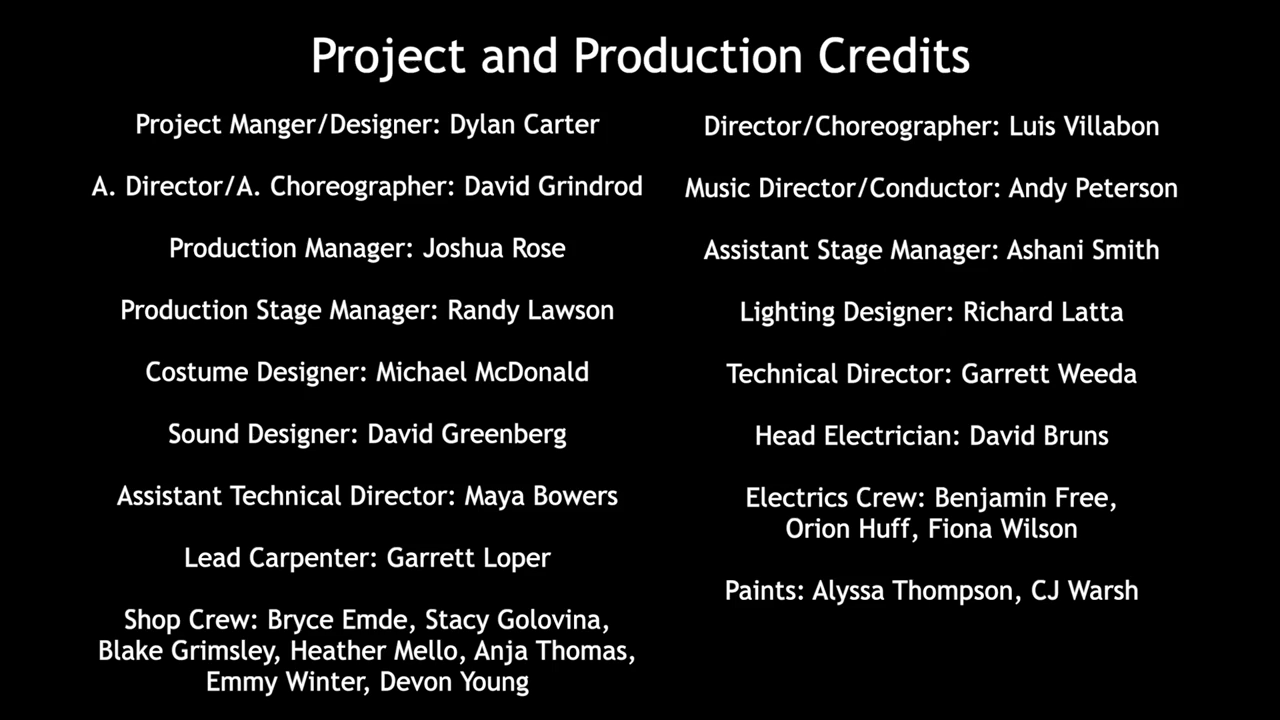 Project and Production Credits
Project Manger/Designer: Dylan Carter
A. Director/A. Choreographer: David Grindrod
Production Manager: Joshua Rose
Production Stage Manager: Randy Lawson
Costume Designer: Michael McDonald
Sound Designer: David Greenberg
Assistant Technical Director: Maya Bowers
Lead Carpenter: Garrett Loper
Shop Crew: Bryce Emde, Stacy Golovina,
Blake Grimsley, Heather Mello, Anja Thomas,
Emmy Winter, Devon Young
Director/Choreographer: Luis Villabon
Music Director/Conductor: Andy Peterson
Assistant Stage Manager: Ashani Smith
Lighting Designer: Richard Latta
Technical Director: Garrett Weeda
Head Electrician: David Bruns
Electrics Crew: Benjamin Free,
Orion Huff, Fiona Wilson
Paints: Alyssa Thompson, CJ Warsh